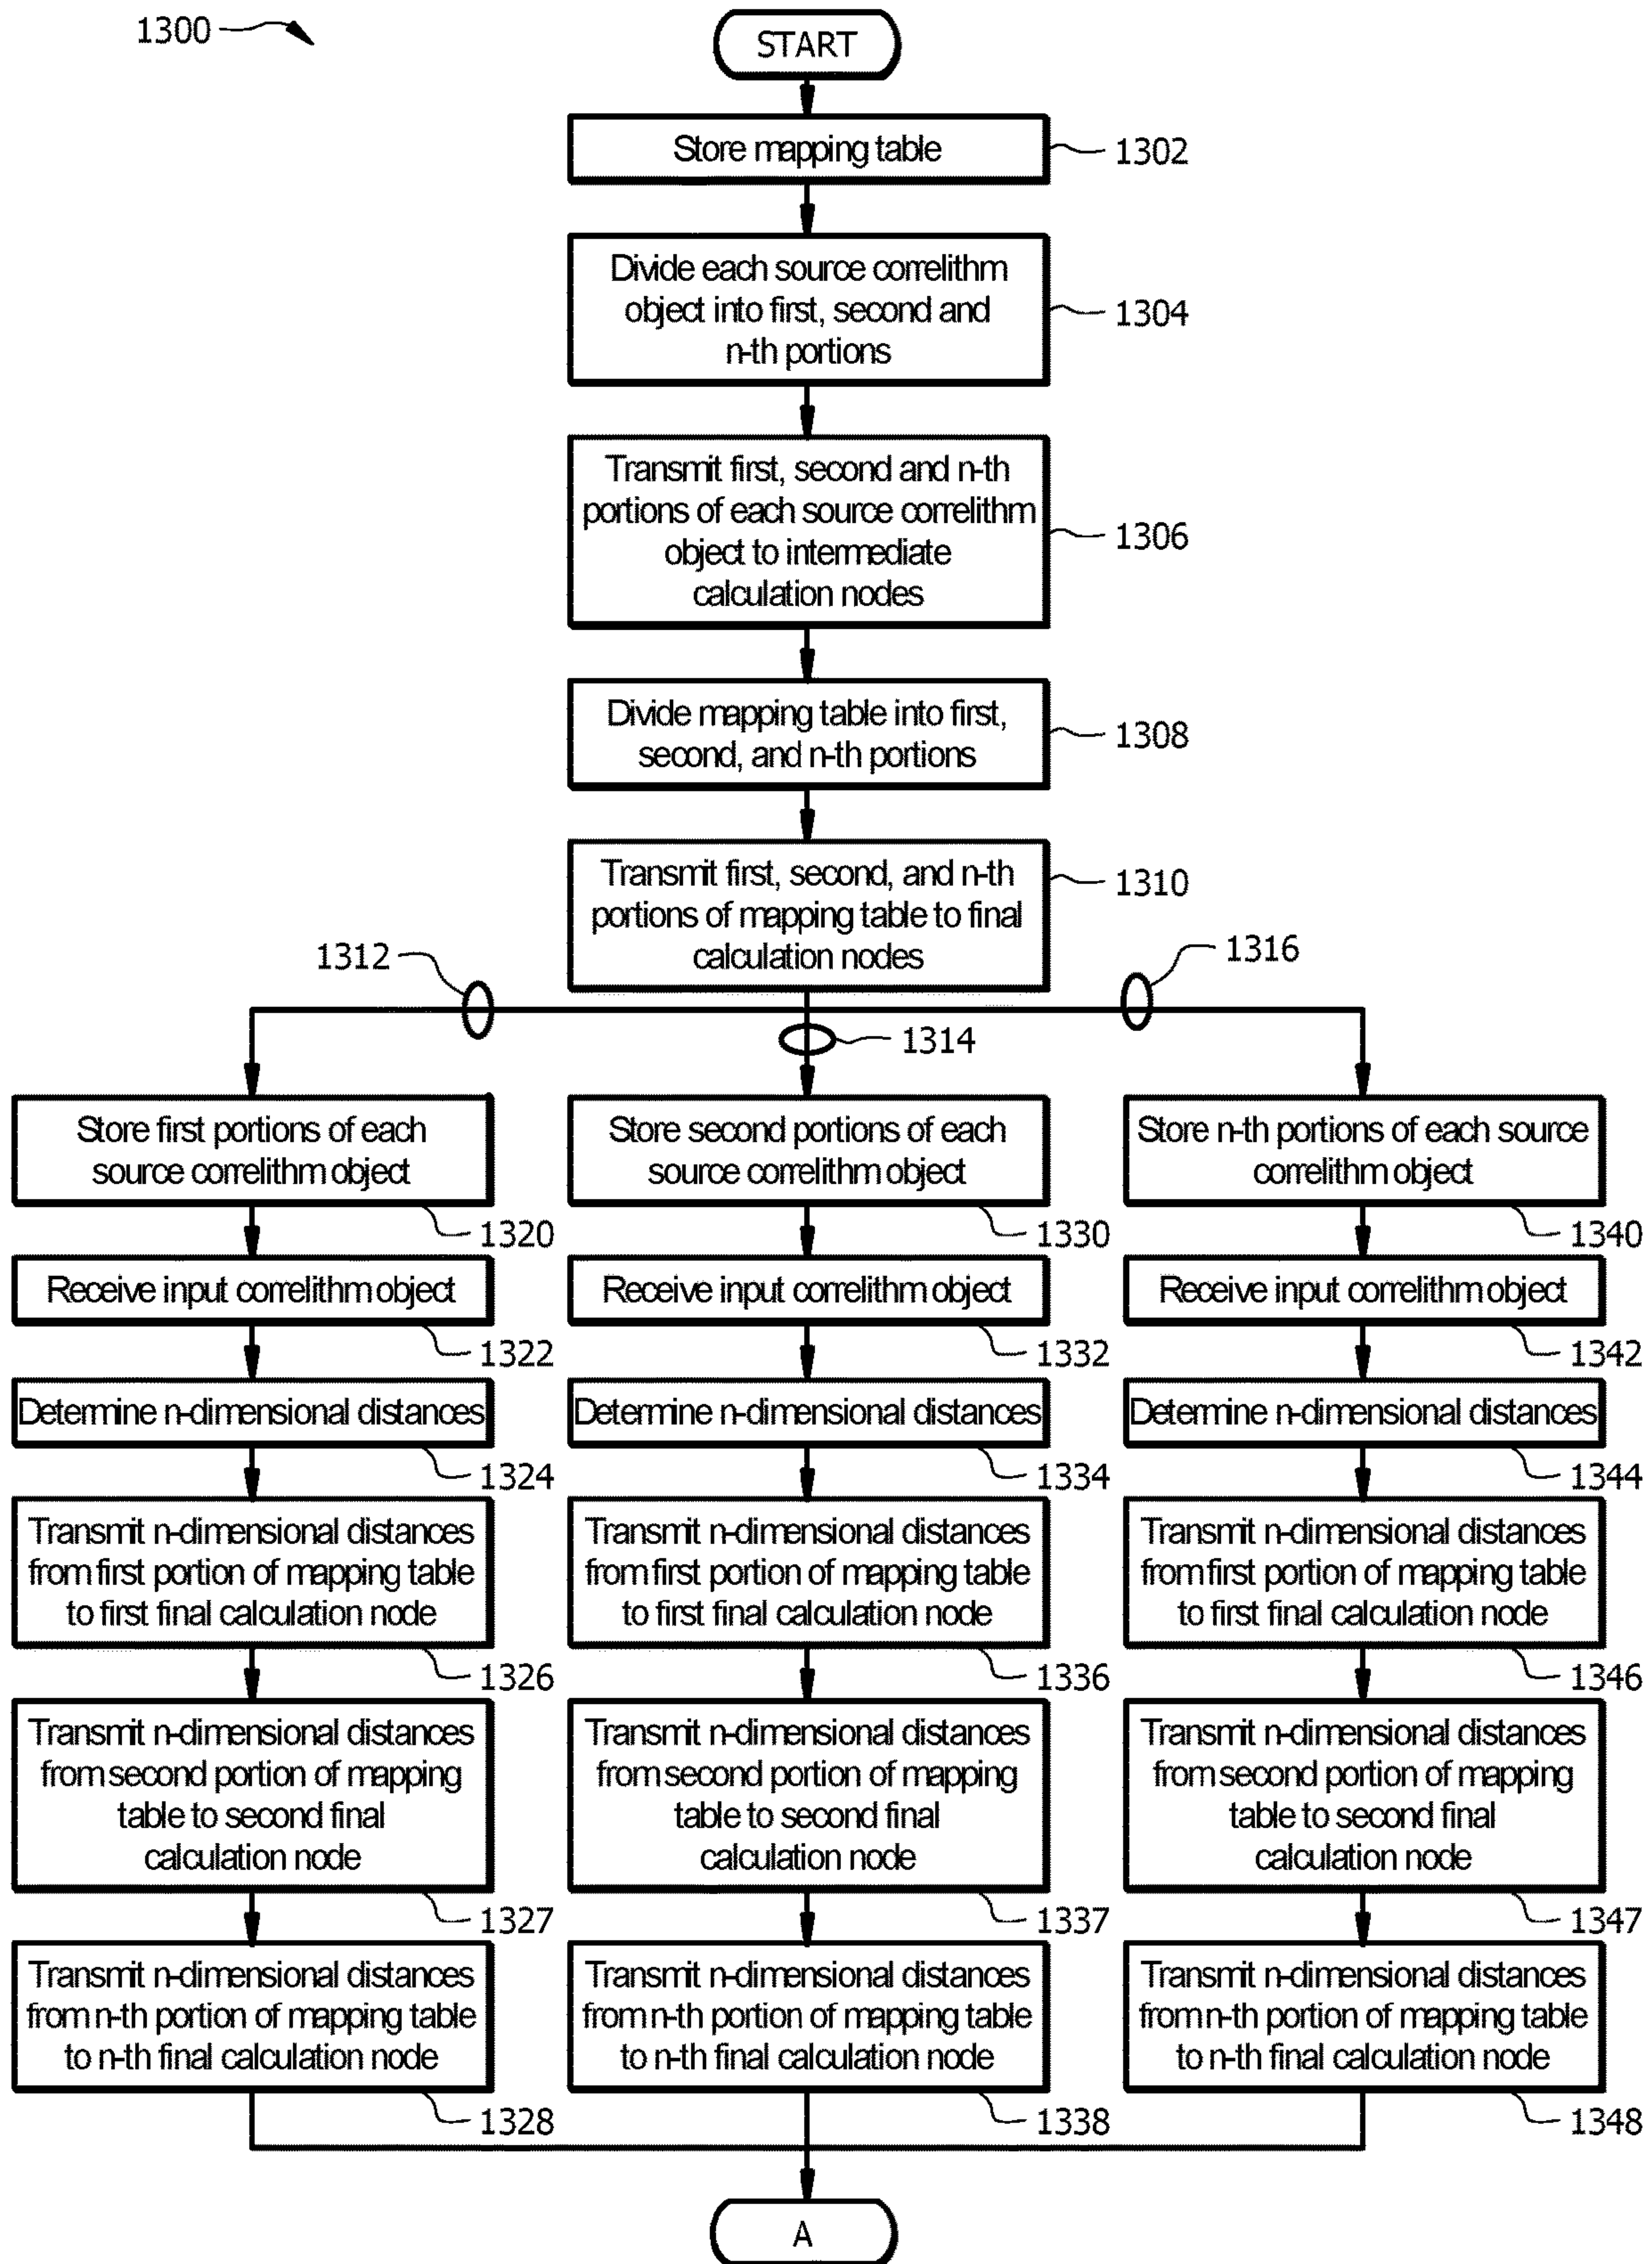 1300
START
Store mapping table
1302
Divide each source correlithm
object into first, second and
n-th portions
1304
Transmit first, second and n-th
portions of each source correlithm
object to intermediate
calculation nodes
1306
Divide mapping table into first,
second, and n-th portions
1308
Transmit first, second, and n-th
portions of mapping table to final
calculation nodes
1310
1312
1314
1316
Store first portions of each
source correlithm object
1320
Receive input correlithm object
1322
Determine n-dimensional distances
1324
Transmit n-dimensional distances
from first portion of mapping table
to first final calculation node
1326
Transmit n-dimensional distances
from second portion of mapping
table to second final
calculation node
1327
Transmit n-dimensional distances
from n-th portion of mapping table
to n-th final calculation node
1328
Store second portions of each
source correlithm object
1330
Receive input correlithm object
1332
Determine n-dimensional distances
1334
Transmit n-dimensional distances
from first portion of mapping table
to first final calculation node
1336
Transmit n-dimensional distances
from second portion of mapping
table to second final
calculation node
1337
Transmit n-dimensional distances
from n-th portion of mapping table
to n-th final calculation node
1338
Store n-th portions of each source
correlithm object
1340
Receive input correlithm object
1342
Determine n-dimensional distances
1344
Transmit n-dimensional distances
from first portion of mapping table
to first final calculation node
1346
Transmit n-dimensional distances
from second portion of mapping
table to second final
calculation node
1347
Transmit n-dimensional distances
from n-th portion of mapping table
to n-th final calculation node
1348
A